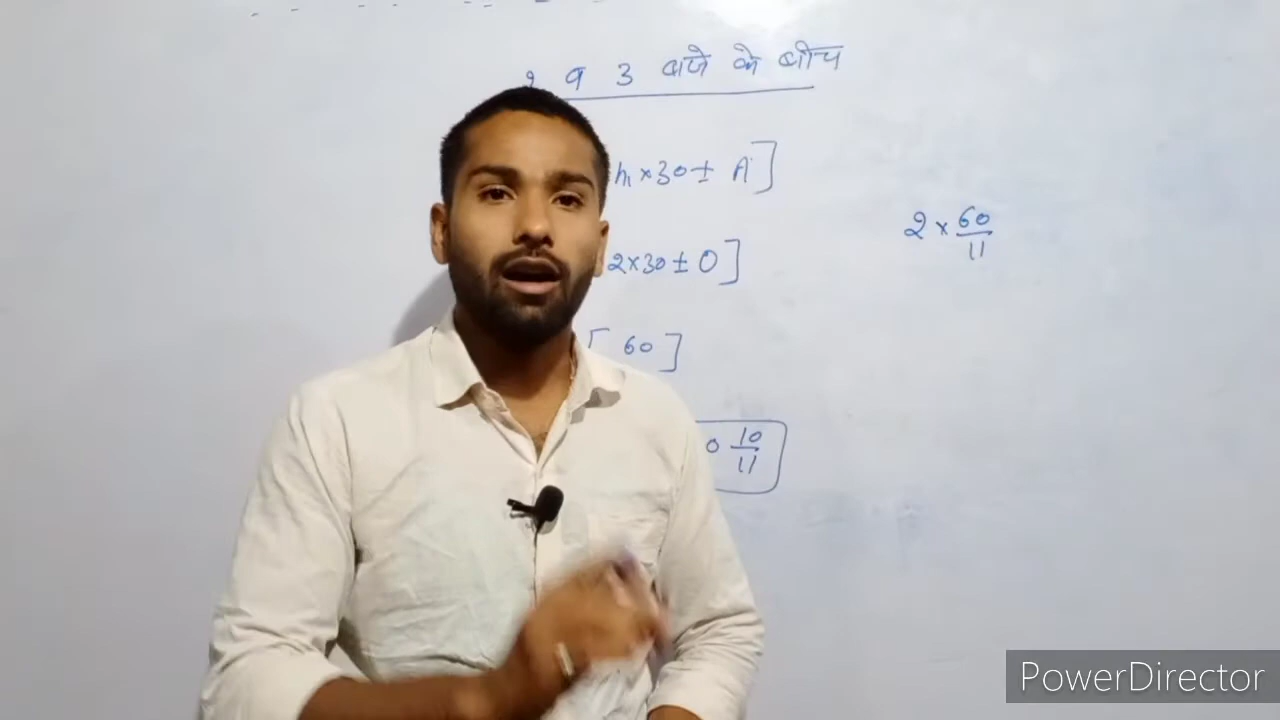 2 व 3 बजे के बीच
h × 30 ± A]
2×30 ± 0]
[ 60 ]
0 10/11
2 × 60/11
PowerDirector